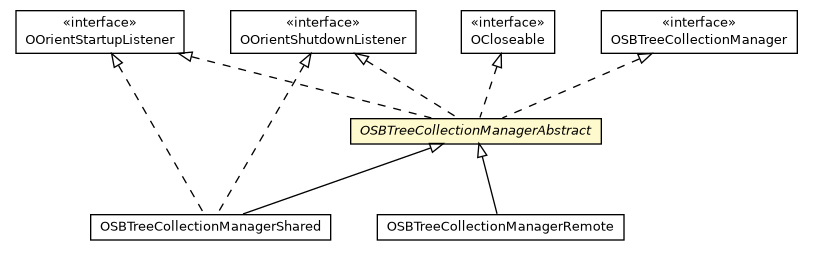 «interface»
OOrientStartupListener
«interface»
OOrientShutdownListener
«interface»
OCloseable
«interface»
OSBTreeCollectionManager
OSBTreeCollectionManagerAbstract
OSBTreeCollectionManagerShared
OSBTreeCollectionManagerRemote